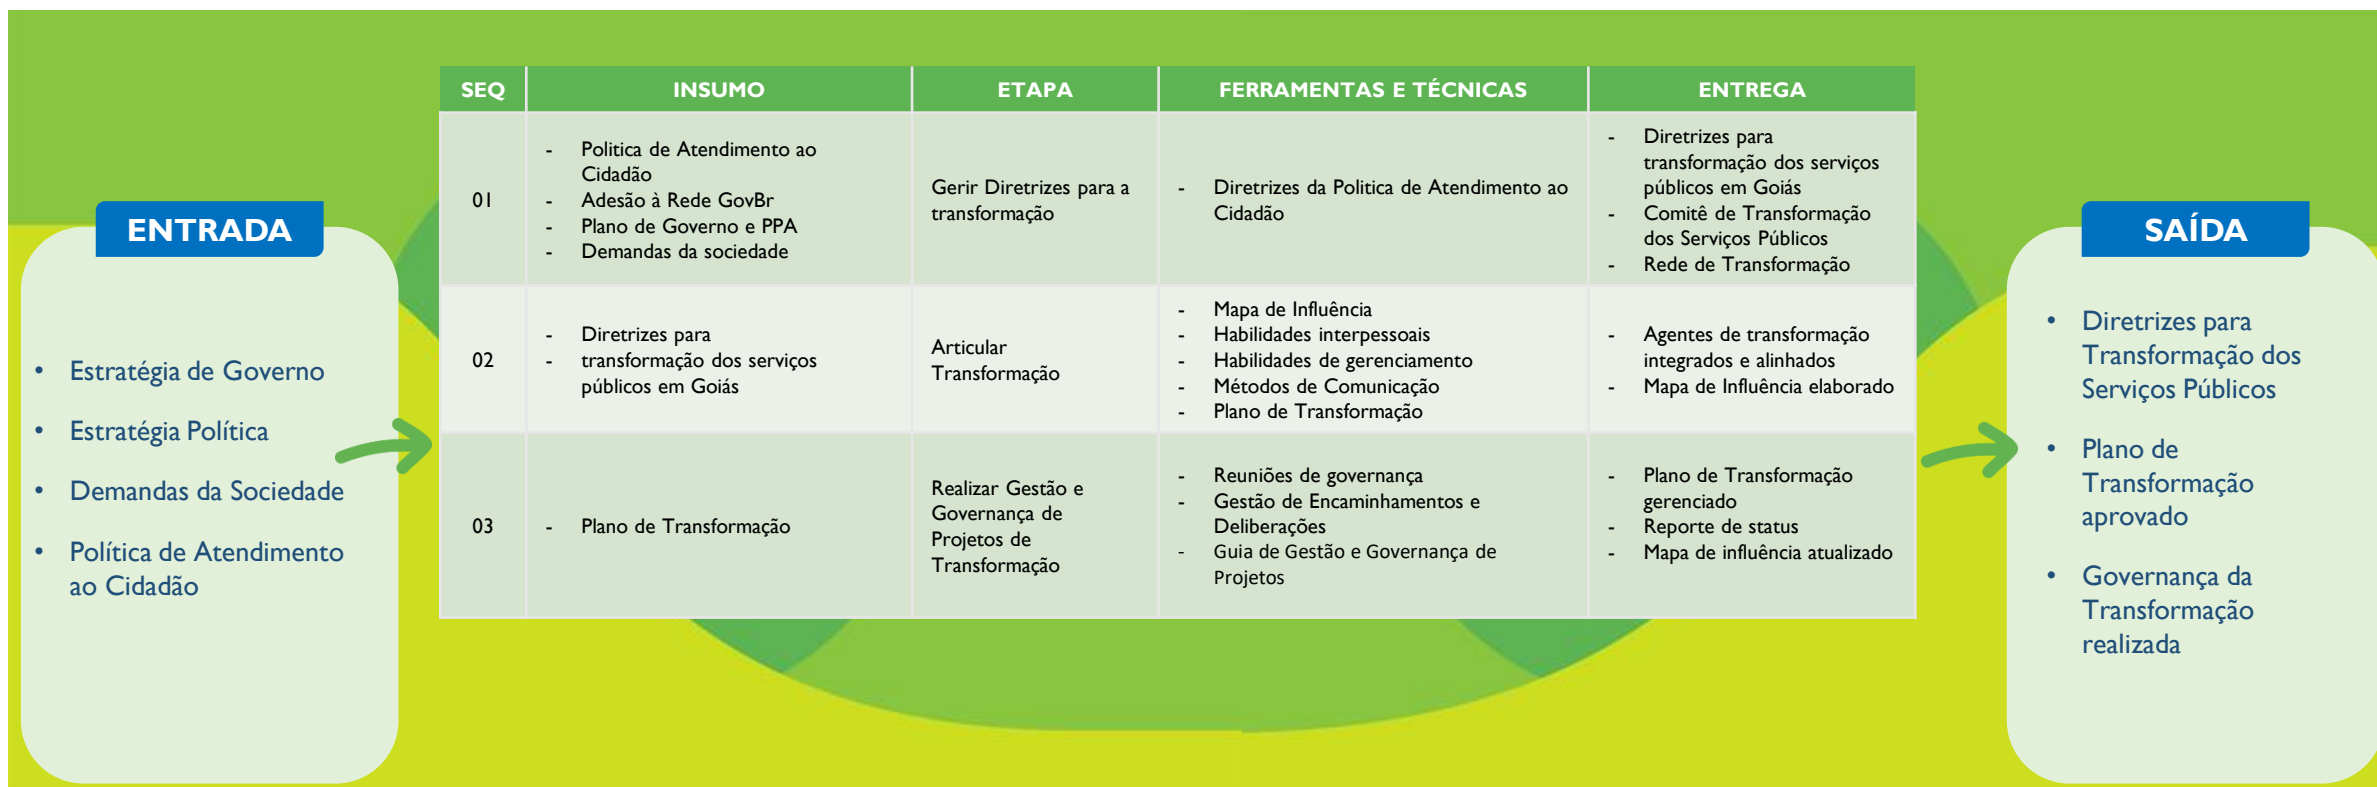 ENTRADA
• Estratégia de Governo
• Estratégia Política
• Demandas da Sociedade
• Política de Atendimento
ao Cidadão
SEQ
INSUMO
ETAPA
FERRAMENTAS E TÉCNICAS
ENTREGA
01
- Politica de Atendimento ao
Cidadão
- Adesão à Rede GovBr
- Plano de Governo e PPA
- Demandas da sociedade
Gerir Diretrizes para a
transformação
- Diretrizes da Politica de Atendimento ao
Cidadão
- Diretrizes para
transformação dos serviços
públicos em Goiás
- Comitê de Transformação
dos Serviços Públicos
- Rede de Transformação
02
- Diretrizes para
- transformação dos serviços
públicos em Goiás
Articular
Transformação
- Mapa de Influência
- Habilidades interpessoais
- Habilidades de gerenciamento
- Métodos de Comunicação
- Plano de Transformação
- Agentes de transformação
integrados e alinhados
- Mapa de Influência elaborado
03
- Plano de Transformação
Realizar Gestão e
Governança de
Projetos de
Transformação
- Reuniões de governança
- Gestão de Encaminhamentos e
Deliberações
- Guia de Gestão e Governança de
Projetos
- Plano de Transformação
gerenciado
- Reporte de status
- Mapa de influência atualizado
SAÍDA
• Diretrizes para
Transformação dos
Serviços Públicos
• Plano de
Transformação
aprovado
• Governança da
Transformação
realizada